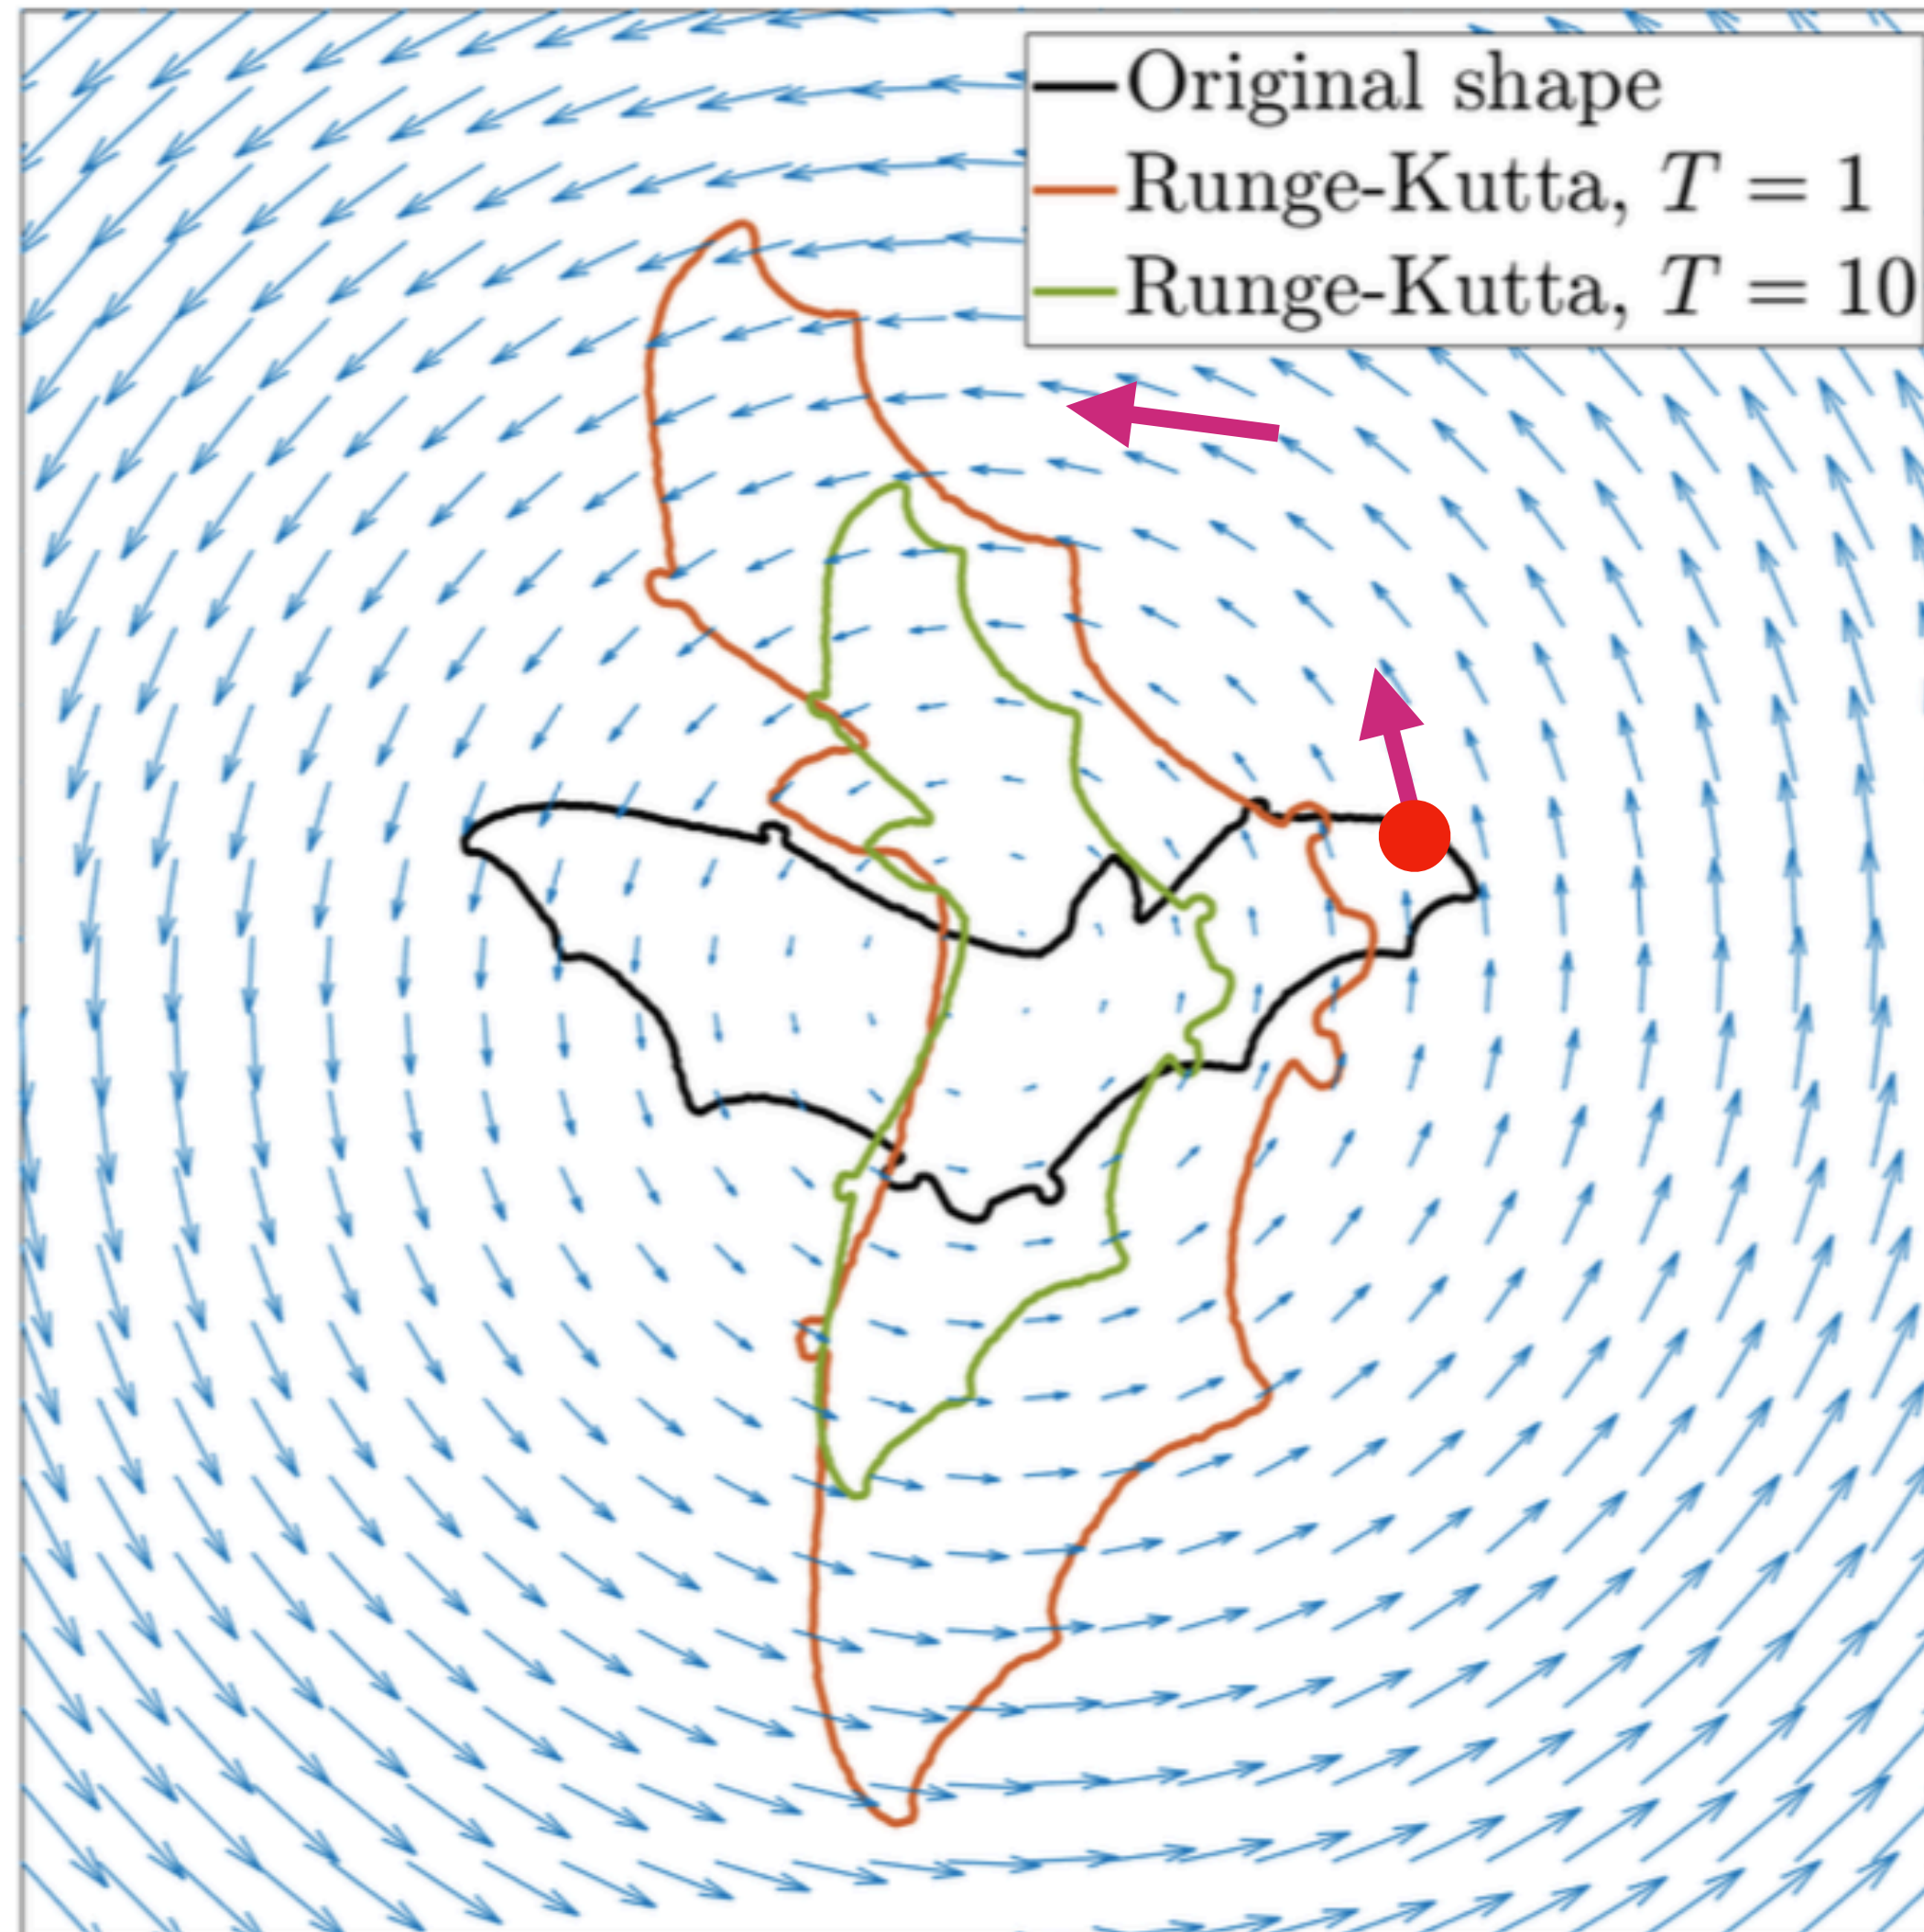 Original shape
Runge-Kutta, T = 1
Runge-Kutta, T = 10